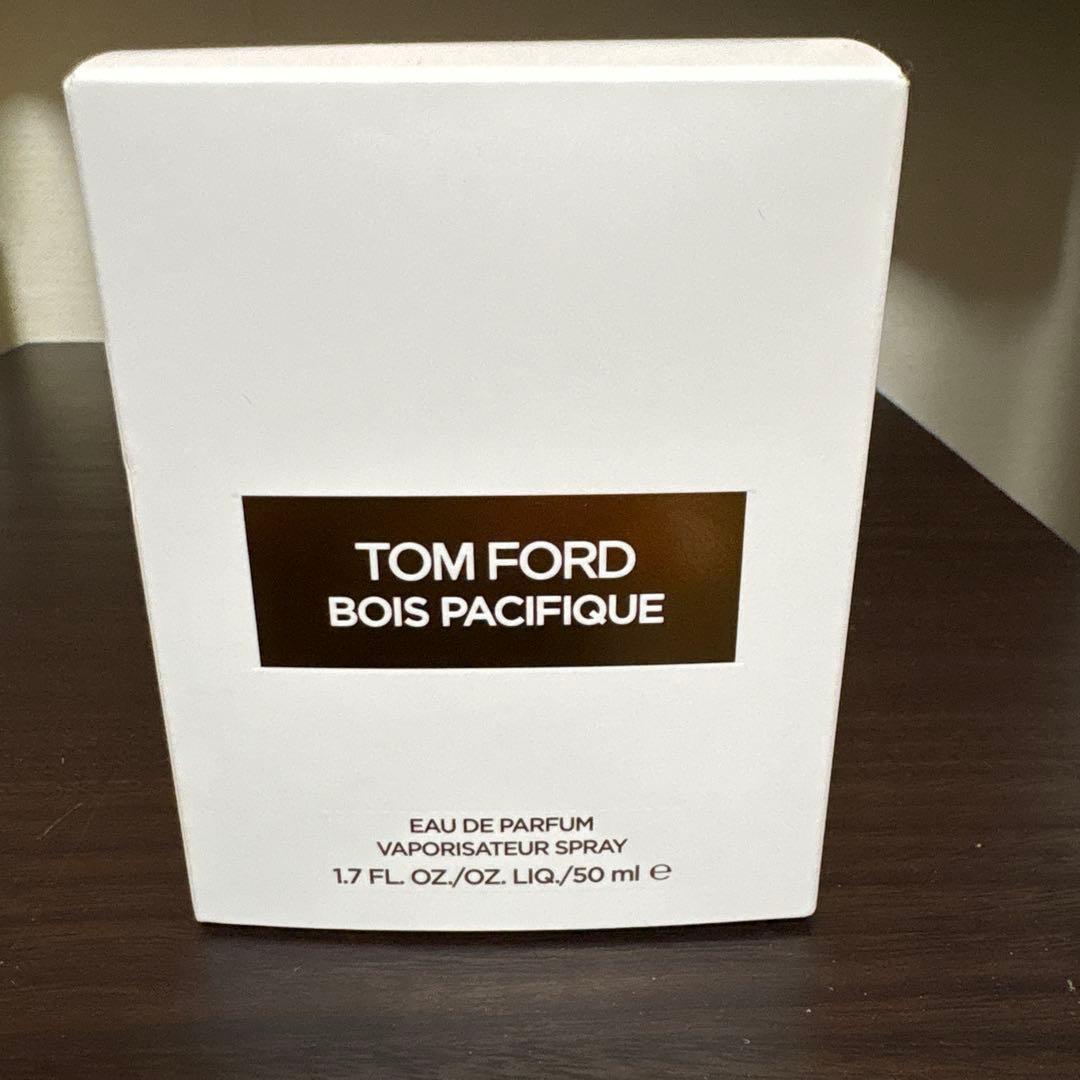 TOM FORD
BOIS PACIFIQUE
EAU DE PARFUM
VAPORISATEUR SPRAY
1.7 FL. OZ./OZ. LIQ./50 ml ℮